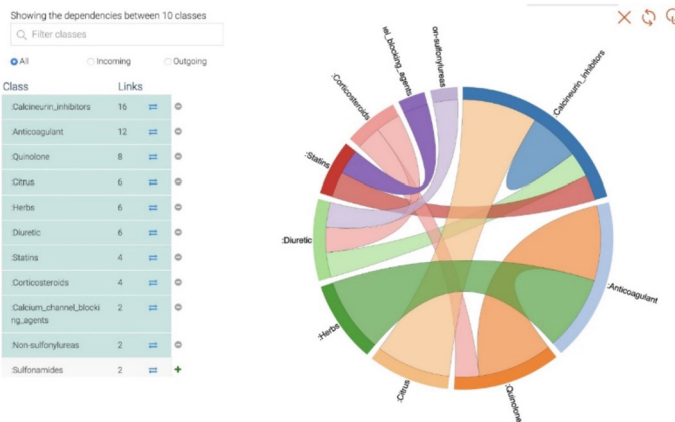 Showing the dependencies between 10 classes
Filter classes
All
Incoming
Outgoing
Class Links
:Calcineurin_inhibitors 16
:Anticoagulant 12
:Quinolone 8
:Citrus 6
:Herbs 6
:Diuretic 6
:Statins 4
:Corticosteroids 4
:Calcium_channel_blocki
ng_agents 2
:Non-sulfonylureas 2
:Sulfonamides 2
:Calcineurin_inhibitors
:Anticoagulant
:Quinolone
:Citrus
:Herbs
:Diuretic
:Statins
:Corticosteroids
el_blocking_agents
on-sulfonylureas